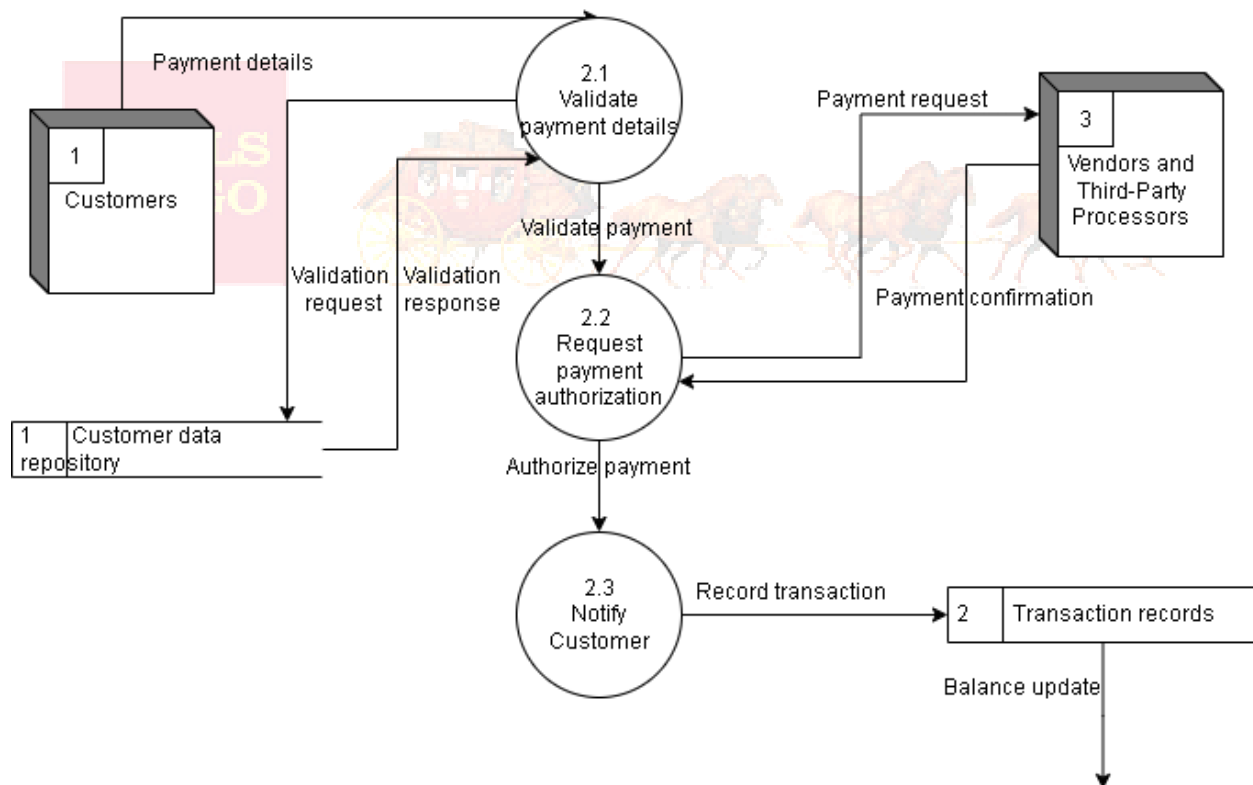 Payment details
2.1
Validate
payment details
Payment request
3
Vendors and
Third-Party
Processors
1
Customers
LS
GO
Validate payment
Validation
request
Validation
response
Payment confirmation
2.2
Request
payment
authorization
1 Customer data
repository
Authorize payment
2.3
Notify
Customer
Record transaction
2 Transaction records
Balance update